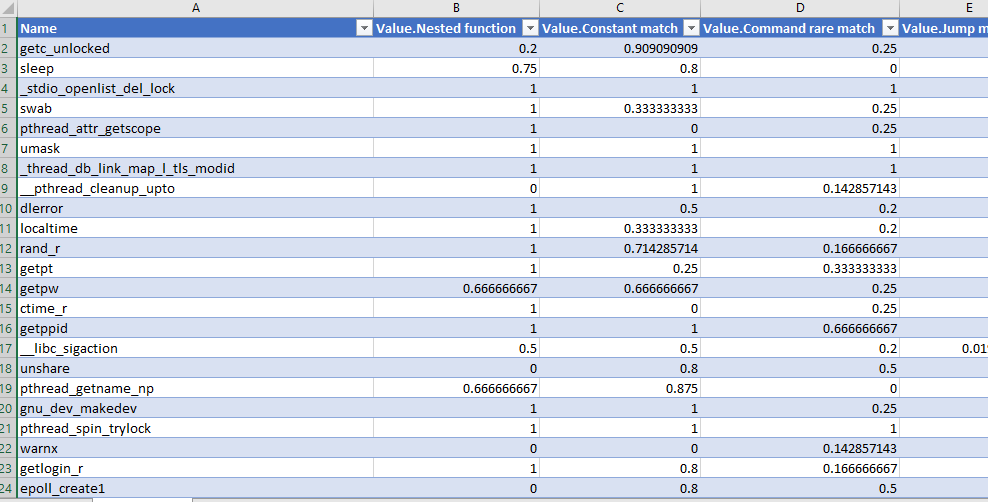 A B C D E
1 Name Value.Nested function Value.Constant match Value.Command rare match Value.Jump m
2 getc_unlocked 0.2 0.909090909 0.25
3 sleep 0.75 0.8 0
4 _stdio_openlist_del_lock 1 1 1
5 swab 1 0.333333333 0.25
6 pthread_attr_getscope 1 0 0.25
7 umask 1 1 1
8 _thread_db_link_map_l_tls_modid 1 1 1
9 __pthread_cleanup_upto 0 1 0.142857143
10 dlerror 1 0.5 0.2
11 localtime 1 0.333333333 0.2
12 rand_r 1 0.714285714 0.166666667
13 getpt 1 0.25 0.333333333
14 getpw 0.666666667 0.666666667 0.25
15 ctime_r 1 0 0.25
16 getppid 1 1 0.666666667
17 __libc_sigaction 0.5 0.5 0.2 0.01
18 unshare 0 0.8 0.5
19 pthread_getname_np 0.666666667 0.875 0
20 gnu_dev_makedev 1 1 0.25
21 pthread_spin_trylock 1 1 1
22 warnx 0 0 0.142857143
23 getlogin_r 1 0.8 0.166666667
24 epoll_create1 0 0.8 0.5